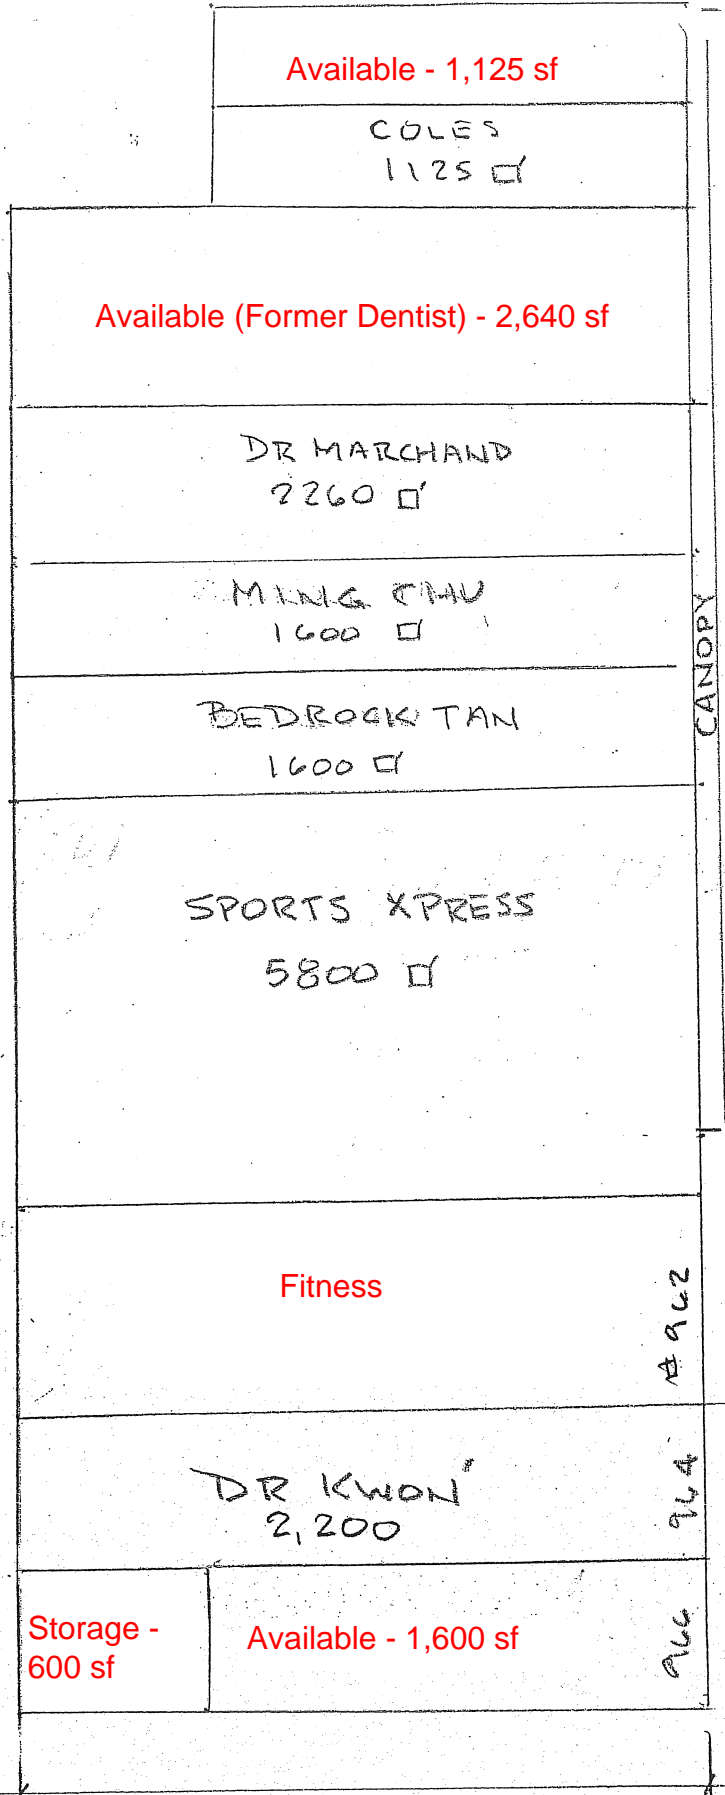 Available - 1,125 sf
COLES
1125 □'
Available (Former Dentist) - 2,640 sf
DR MARCHAND
2260 □'
MING CHU
1600 □'
BEDROCK TAN
1600 □'
CANOPY
SPORTS XPRESS
5800 □'
Fitness
#962
DR KWON
2,200
964
Storage -
600 sf
Available - 1,600 sf
966